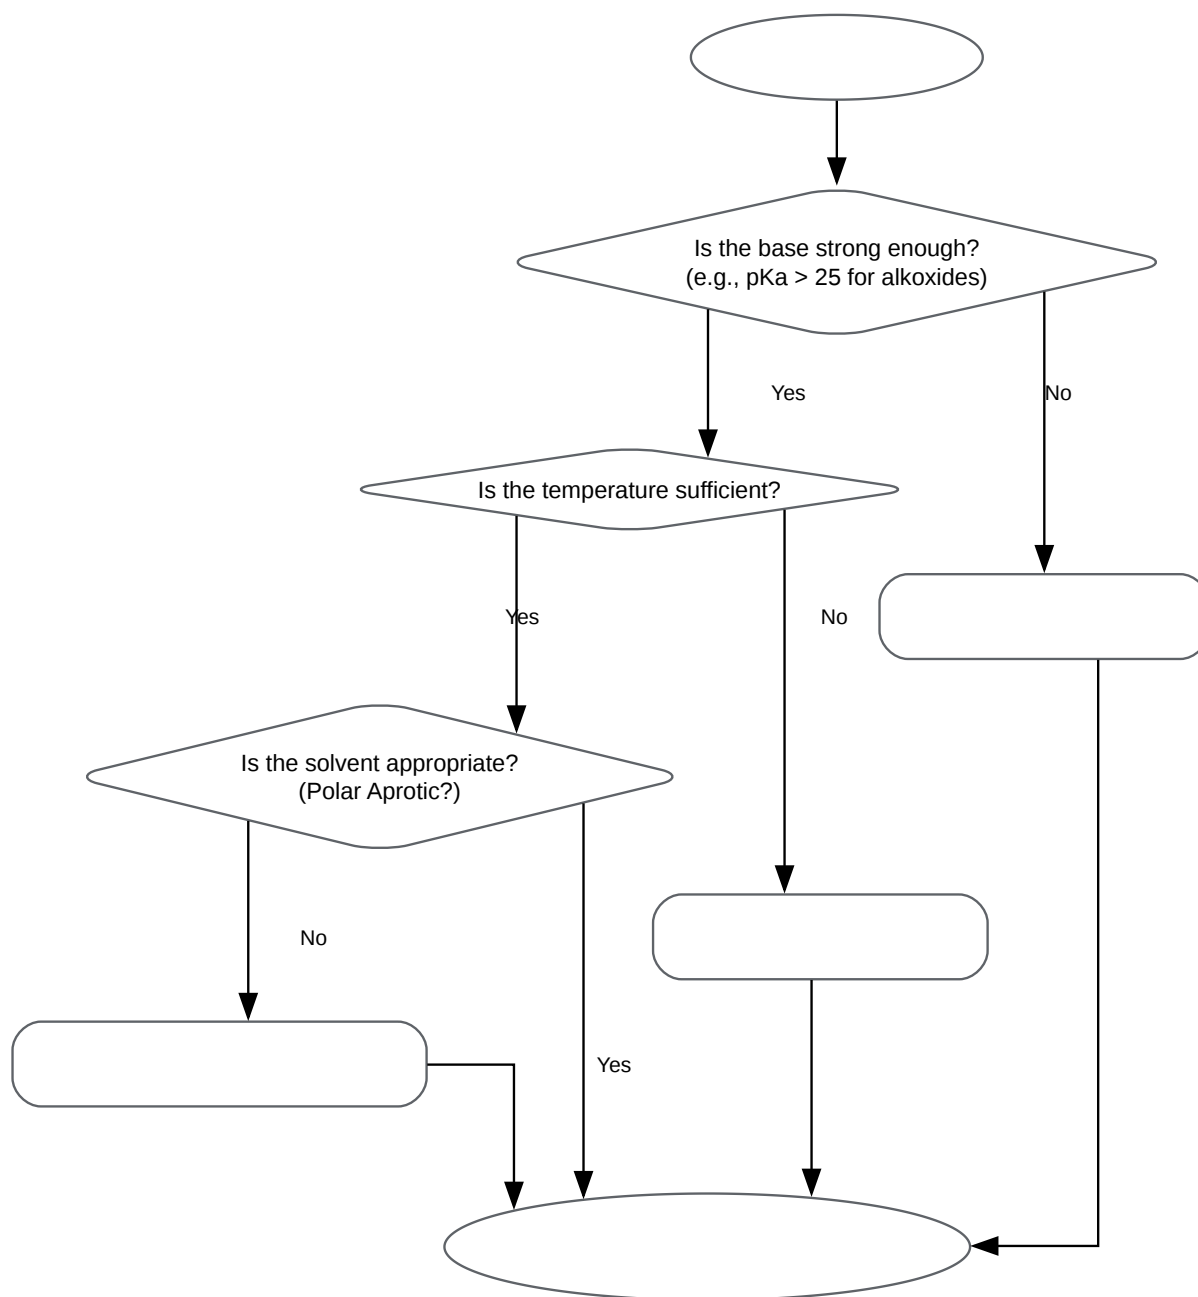 Is the base strong enough?
(e.g., pKa > 25 for alkoxides)
Yes
No
Is the temperature sufficient?
Yes
No
Is the solvent appropriate?
(Polar Aprotic?)
No
Yes